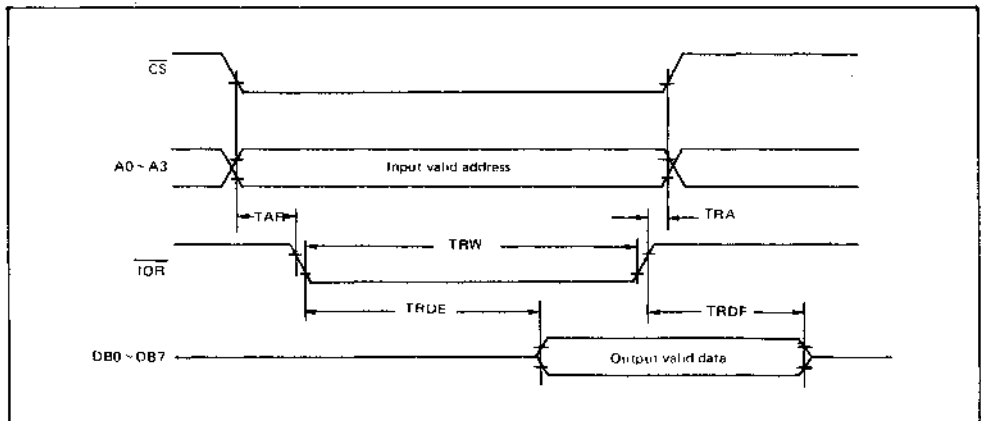 CS
A0 ~ A3
Input valid address
TAR
TRA
IOR
TRW
TRDE
TRDF
DB0 ~ DB7
Output valid data